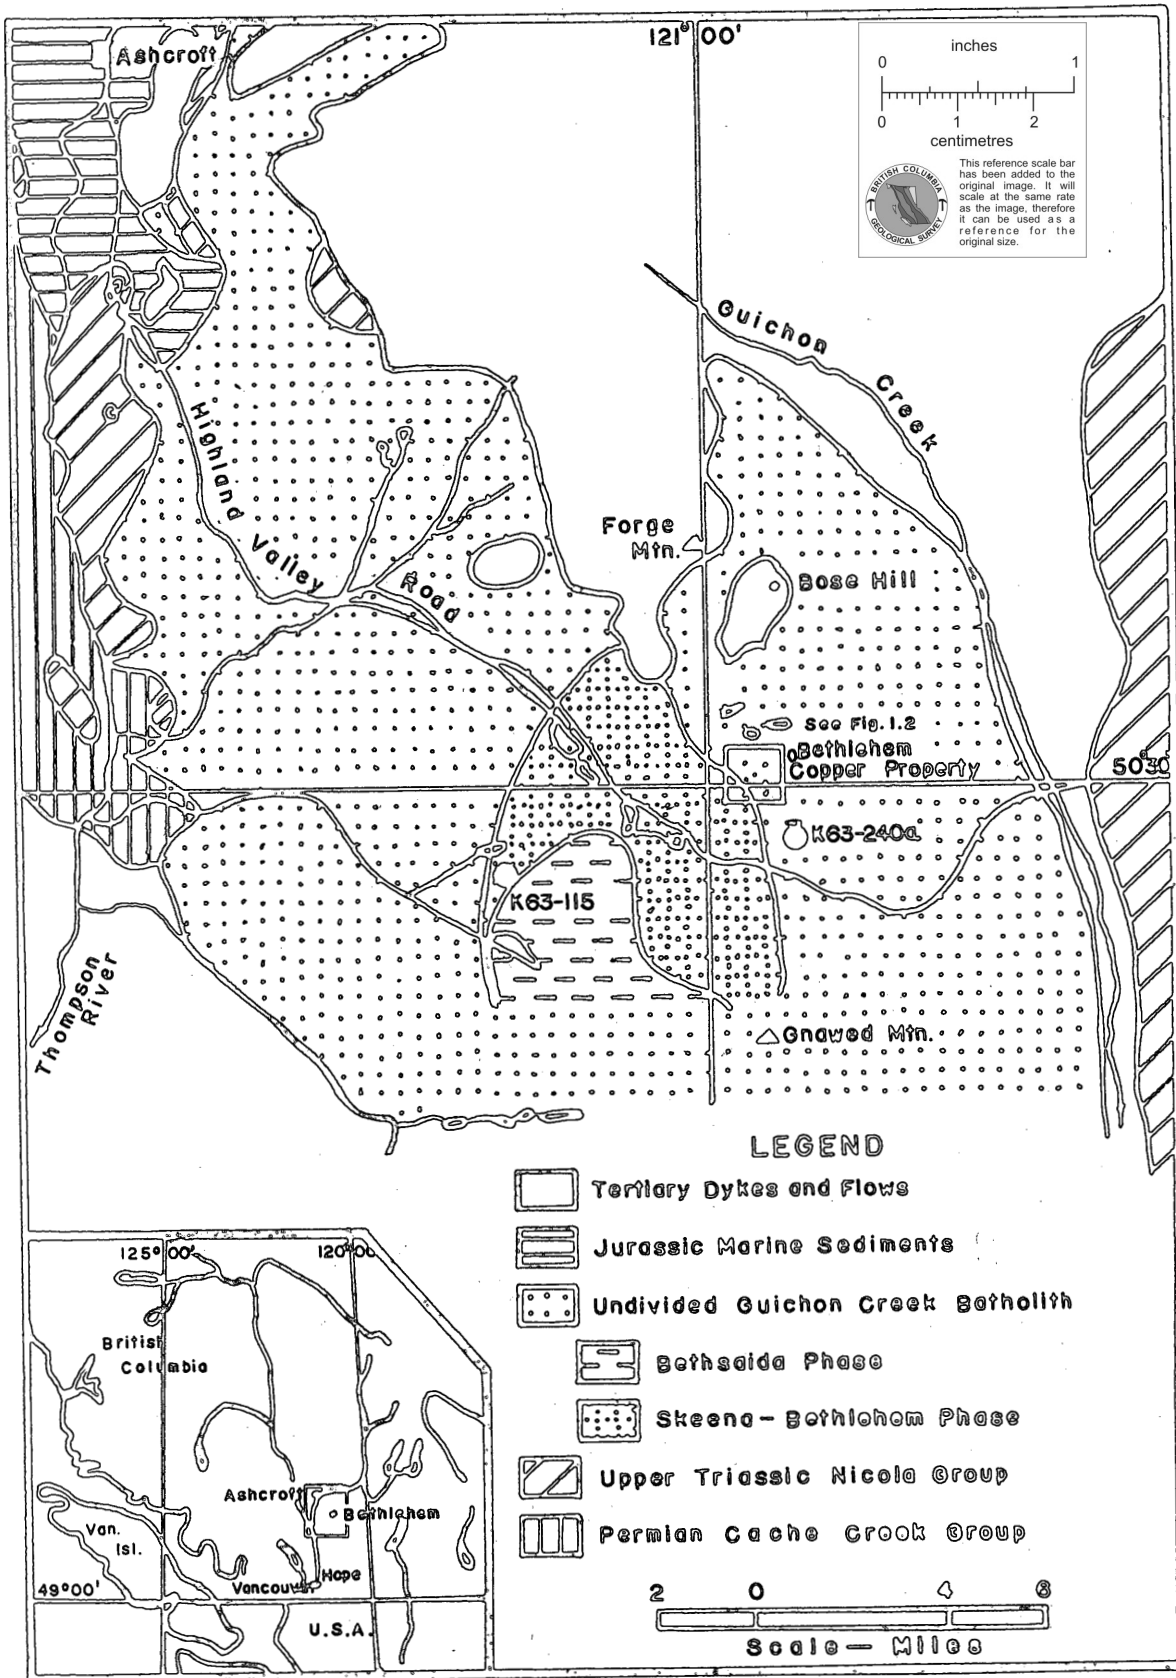 Ashcroft
121° 00'
inches
0 1
0 1 2
centimetres
BRITISH COLUMBIA
GEOLOGICAL SURVEY
This reference scale bar
has been added to the
original image. It will
scale at the same rate
as the image, therefore
it can be used as a
reference for the
original size.
Guichon
Creek
Highland
Valley
Road
Forge
Mtn.
Bose Hill
See Fig. 1.2
Bethlehem
Copper Property
50°30
K63-240a
K63-115
Thompson
River
Gnawed Mtn.
LEGEND
Tertiary Dykes and Flows
Jurassic Marine Sediments
Undivided Guichon Creek Batholith
Bethsaida Phase
Skeena - Bethlehem Phase
Upper Triassic Nicola Group
Permian Cache Creek Group
2 0 4 8
Scale - Miles
125° 00'
120°00
British
Columbia
Ashcroft
Bethlehem
Van.
Isl.
Hope
Vancouver
49°00'
U.S.A.